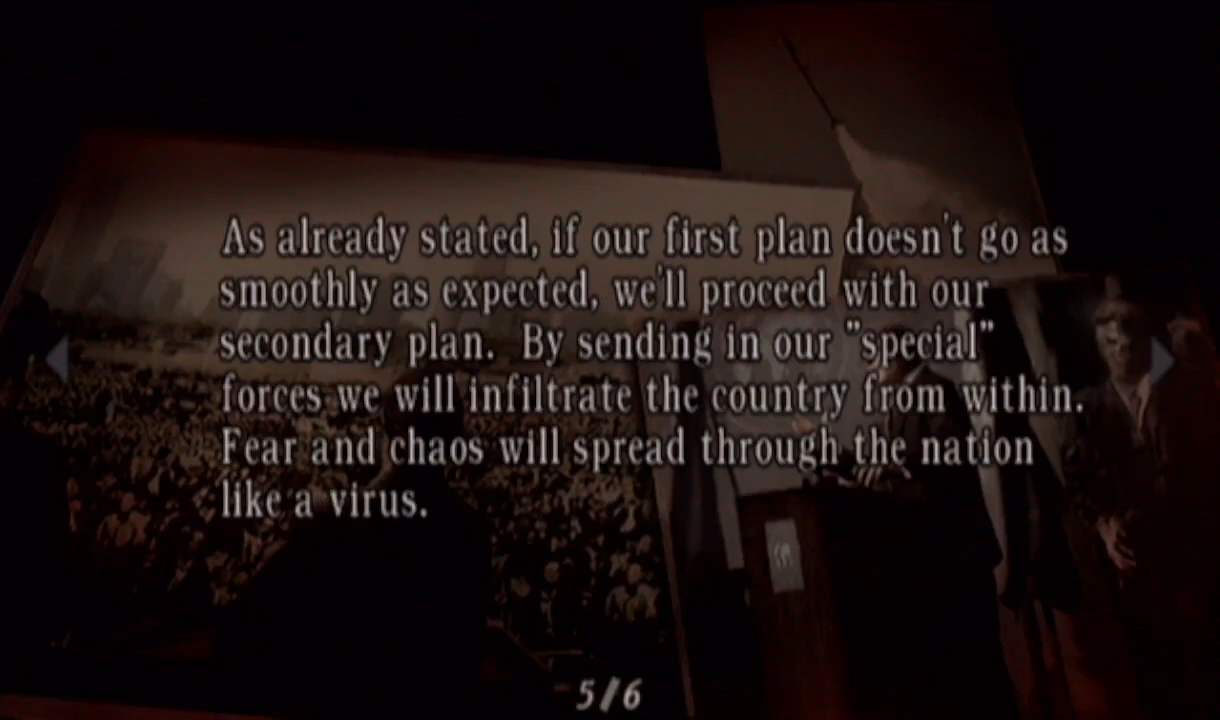 As already stated, if our first plan doesn't go as
smoothly as expected, we'll proceed with our
secondary plan.  By sending in our "special"
forces we will infiltrate the country from within.
Fear and chaos will spread through the nation
like a virus.
5/6